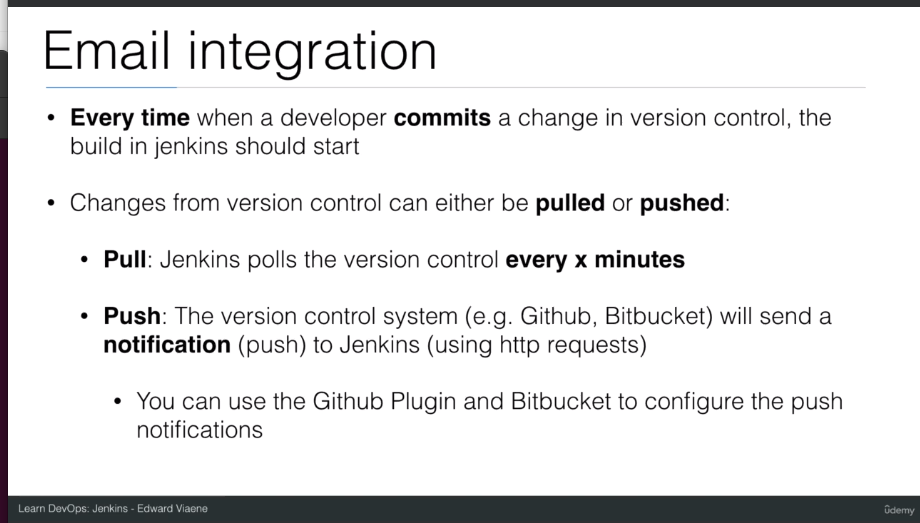 Email integration
• Every time when a developer commits a change in version control, the
build in jenkins should start
• Changes from version control can either be pulled or pushed:
• Pull: Jenkins polls the version control every x minutes
• Push: The version control system (e.g. Github, Bitbucket) will send a
notification (push) to Jenkins (using http requests)
• You can use the Github Plugin and Bitbucket to configure the push
notifications
Learn DevOps: Jenkins - Edward Viaene
ûdemy